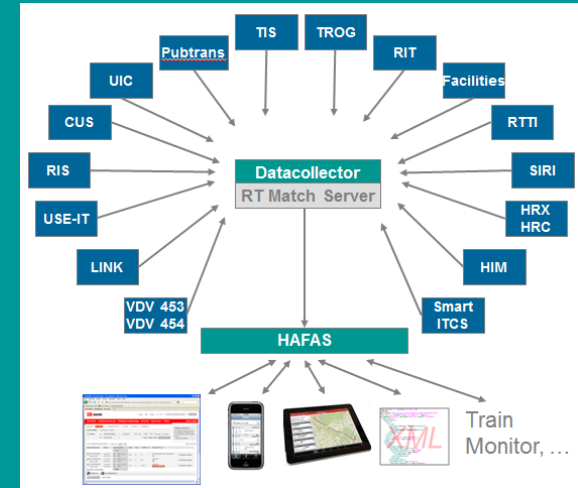 TIS
TROG
Pubtrans
RIT
UIC
Facilities
CUS
RTTI
RIS
Datacollector
SIRI
RT Match Server
USE-IT
HRX
HRC
LINK
HIM
VDV 453
VDV 454
Smart
ITCS
HAFAS
XML
Train
Monitor, ...